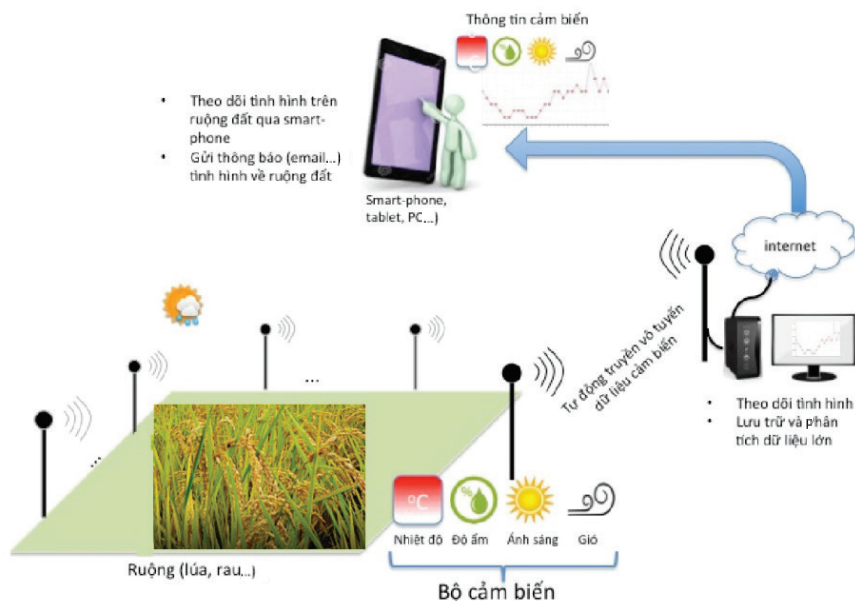 Thông tin cảm biến
%
• Theo dõi tình hình trên
ruộng đất qua smart-
phone
• Gửi thông báo (email...)
tình hình về ruộng đất
Smart-phone,
tablet, PC...)
internet
Tự động truyền vô tuyến
dữ liệu cảm biến
• Theo dõi tình hình
• Lưu trữ và phân
tích dữ liệu lớn
...
...
°C
%
Nhiệt độ Độ ẩm Ánh sáng Gió
Ruộng (lúa, rau...)
Bộ cảm biến